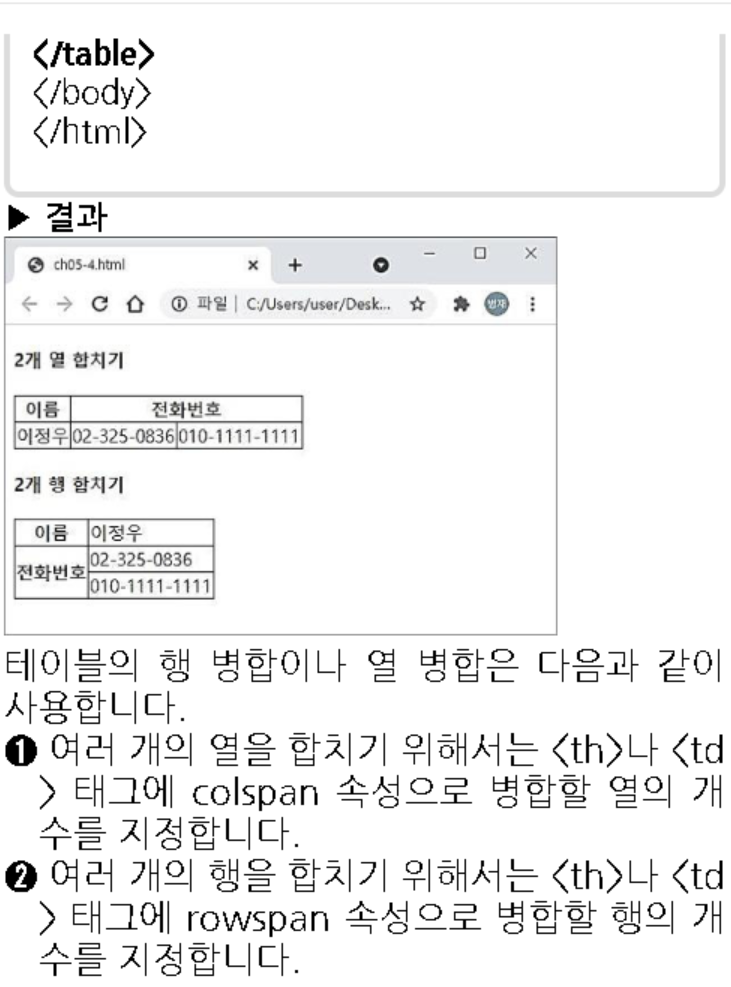 </table>
</body>
</html>
▶ 결과
ch05-4.html
파일 | C:/Users/user/Desk...
범재
2개 열 합치기
이름 전화번호
이정우 02-325-0836 010-1111-1111
2개 행 합치기
이름 이정우
전화번호 02-325-0836
010-1111-1111
테이블의 행 병합이나 열 병합은 다음과 같이
사용합니다.
❶ 여러 개의 열을 합치기 위해서는 <th>나 <td
> 태그에 colspan 속성으로 병합할 열의 개
수를 지정합니다.
❷ 여러 개의 행을 합치기 위해서는 <th>나 <td
> 태그에 rowspan 속성으로 병합할 행의 개
수를 지정합니다.